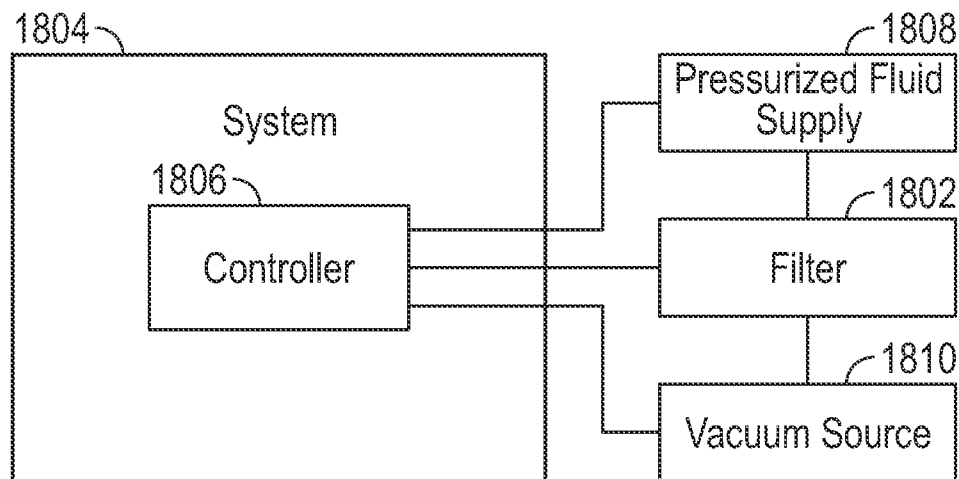 1804
1808
Pressurized Fluid
Supply
System
1806
1802
Controller
Filter
1810
Vacuum Source